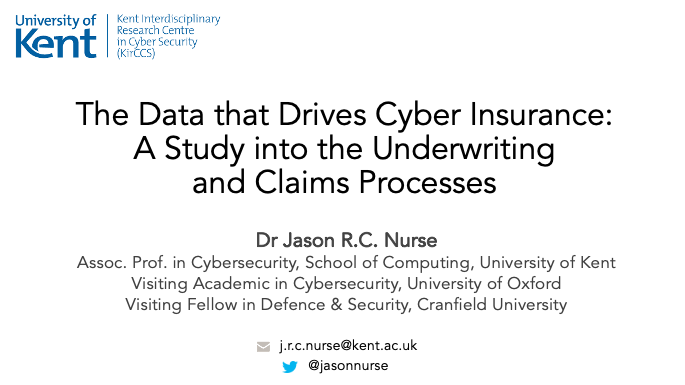 University of
Kent
Kent Interdisciplinary
Research Centre
in Cyber Security
(KirCCS)
The Data that Drives Cyber Insurance:
A Study into the Underwriting
and Claims Processes
Dr Jason R.C. Nurse
Assoc. Prof. in Cybersecurity, School of Computing, University of Kent
Visiting Academic in Cybersecurity, University of Oxford
Visiting Fellow in Defence & Security, Cranfield University
j.r.c.nurse@kent.ac.uk
@jasonnurse